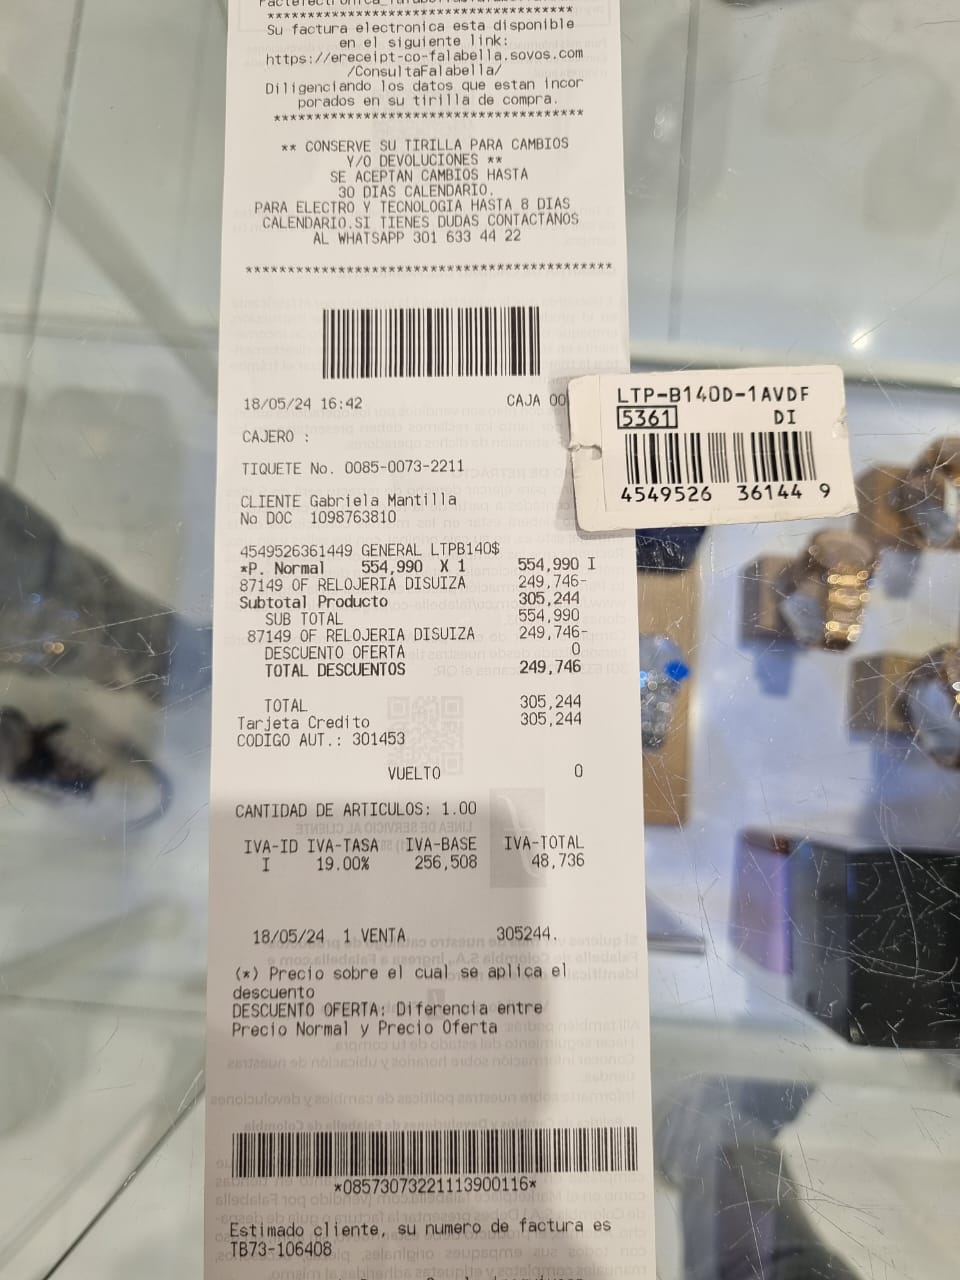 ****************************************
Su factura electronica esta disponible
en el siguiente link:
https://ereceipt-co-falabella.sovos.com
/ConsultaFalabella/
Diligenciando los datos que estan incor
porados en su tirilla de compra.
****************************************
** CONSERVE SU TIRILLA PARA CAMBIOS
Y/O DEVOLUCIONES **
SE ACEPTAN CAMBIOS HASTA
30 DIAS CALENDARIO.
PARA ELECTRO Y TECNOLOGIA HASTA 8 DIAS
CALENDARIO.SI TIENES DUDAS CONTACTANOS
AL WHATSAPP 301 633 44 22
****************************************
18/05/24 16:42 CAJA 00
CAJERO :
TIQUETE No. 0085-0073-2211
CLIENTE Gabriela Mantilla
No DOC 1098763810
4549526361449 GENERAL LTPB140$
*P. Normal 554,990 X 1 554,990 I
87149 OF RELOJERIA DISUIZA 249,746-
Subtotal Producto 305,244
SUB TOTAL 554,990
87149 OF RELOJERIA DISUIZA 249,746-
DESCUENTO OFERTA 0
TOTAL DESCUENTOS 249,746
TOTAL 305,244
Tarjeta Credito 305,244
CODIGO AUT.: 301453
VUELTO 0
CANTIDAD DE ARTICULOS: 1.00
IVA-ID IVA-TASA IVA-BASE IVA-TOTAL
I 19.00% 256,508 48,736
18/05/24 1 VENTA 305244.
(*) Precio sobre el cual se aplica el
descuento
DESCUENTO OFERTA: Diferencia entre
Precio Normal y Precio Oferta
*08573073221113900116*
Estimado cliente, su numero de factura es
TB73-106408
LTP-B140D-1AVDF
5361 DI
4549526 36144 9